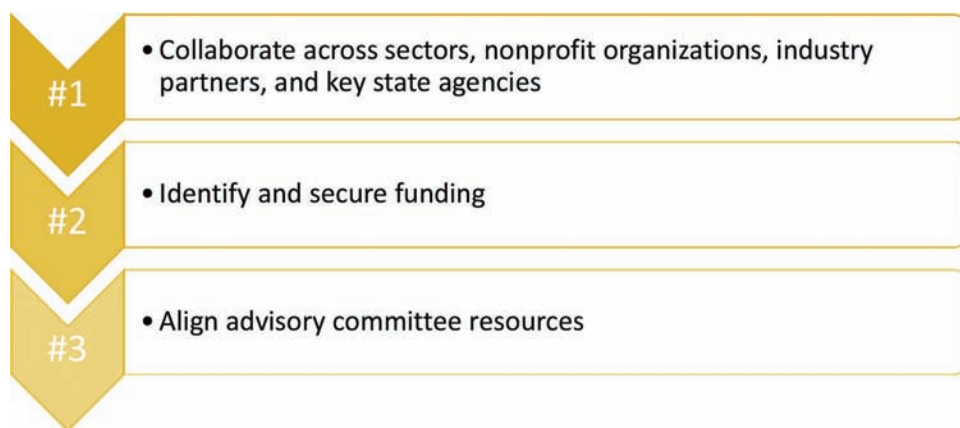 #1
• Collaborate across sectors, nonprofit organizations, industry
partners, and key state agencies
#2
• Identify and secure funding
#3
• Align advisory committee resources